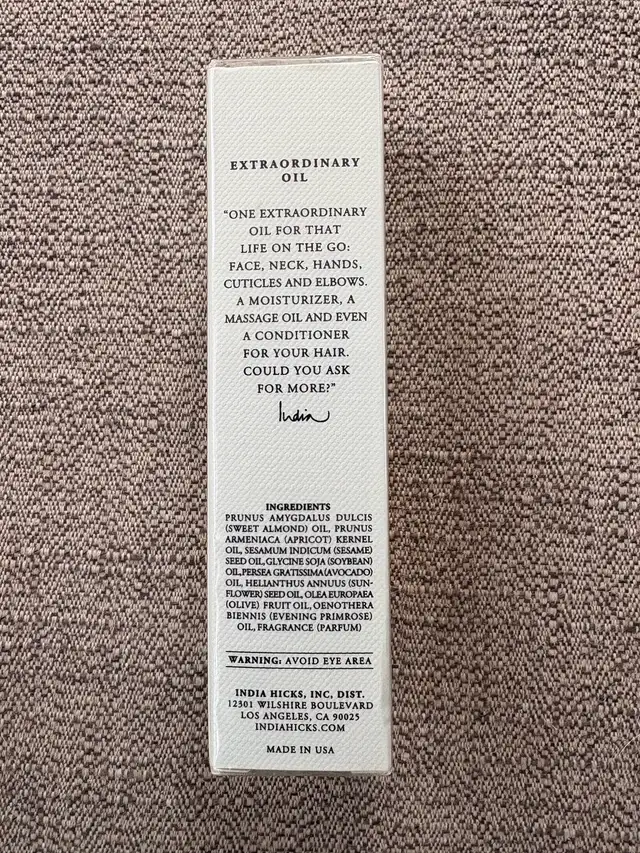 EXTRAORDINARY
OIL
“ONE EXTRAORDINARY
OIL FOR THAT
LIFE ON THE GO:
FACE, NECK, HANDS,
CUTICLES AND ELBOWS.
A MOISTURIZER, A
MASSAGE OIL AND EVEN
A CONDITIONER
FOR YOUR HAIR.
COULD YOU ASK
FOR MORE?”
India
INGREDIENTS
PRUNUS AMYGDALUS DULCIS
(SWEET ALMOND) OIL, PRUNUS
ARMENIACA (APRICOT) KERNEL
OIL, SESAMUM INDICUM (SESAME)
SEED OIL, GLYCINE SOJA (SOYBEAN)
OIL, PERSEA GRATISSIMA (AVOCADO)
OIL, HELIANTHUS ANNUUS (SUN-
FLOWER) SEED OIL, OLEA EUROPAEA
(OLIVE) FRUIT OIL, OENOTHERA
BIENNIS (EVENING PRIMROSE)
OIL, FRAGRANCE (PARFUM)
WARNING: AVOID EYE AREA
INDIA HICKS, INC, DIST.
12301 WILSHIRE BOULEVARD
LOS ANGELES, CA 90025
INDIAHICKS.COM
MADE IN USA